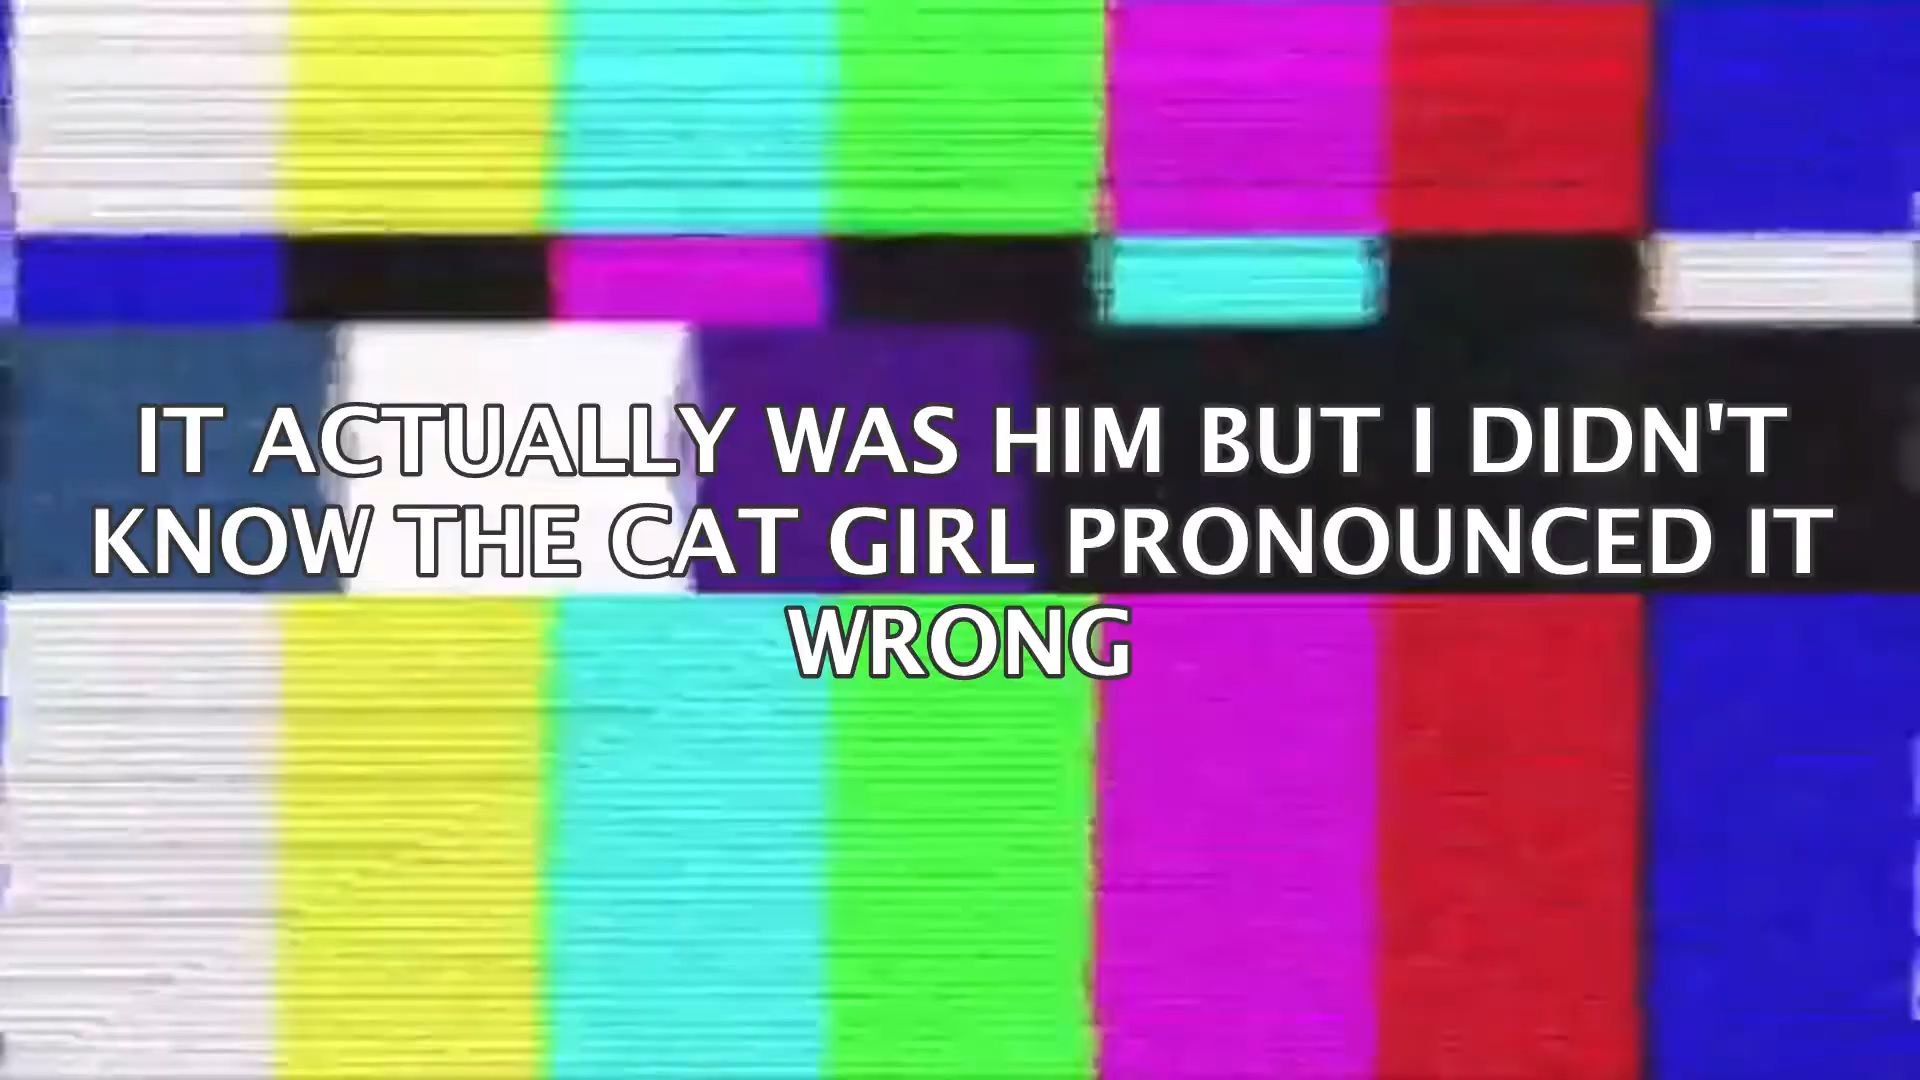 IT ACTUALLY WAS HIM BUT I DIDN'T
KNOW THE CAT GIRL PRONOUNCED IT
WRONG